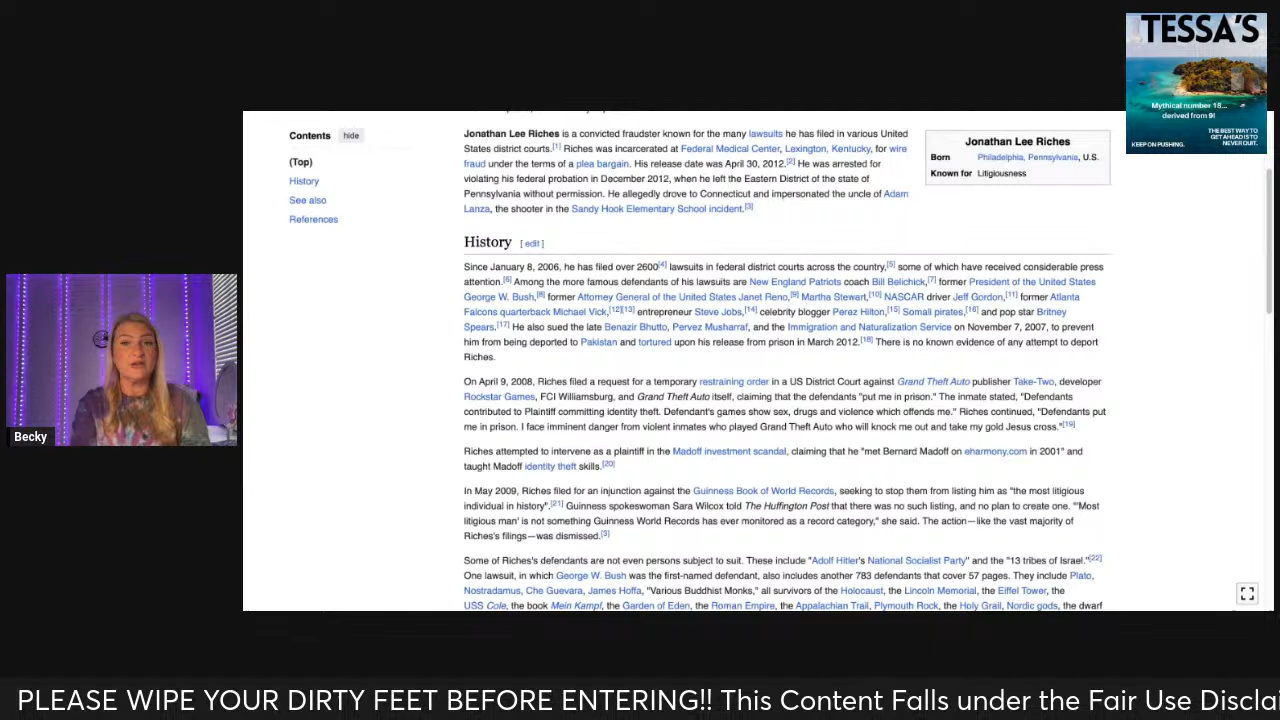 TESSA'S
Mythical number 18...
derived from 9!
THE BEST WAY TO
GET AHEAD IS TO
NEVER QUIT.
KEEP ON PUSHING.
Contents hide
(Top)
History
See also
References
Jonathan Lee Riches is a convicted fraudster known for the many lawsuits he has filed in various United
States district courts.[1] Riches was incarcerated at Federal Medical Center, Lexington, Kentucky, for wire
fraud under the terms of a plea bargain. His release date was April 30, 2012.[2] He was arrested for
violating his federal probation in December 2012, when he left the Eastern District of the state of
Pennsylvania without permission. He allegedly drove to Connecticut and impersonated the uncle of Adam
Lanza, the shooter in the Sandy Hook Elementary School incident.[3]
Jonathan Lee Riches
Born Philadelphia, Pennsylvania, U.S.
Known for Litigiousness
History [ edit ]
Since January 8, 2006, he has filed over 2600[4] lawsuits in federal district courts across the country,[5] some of which have received considerable press
attention.[6] Among the more famous defendants of his lawsuits are New England Patriots coach Bill Belichick,[7] former President of the United States
George W. Bush,[8] former Attorney General of the United States Janet Reno,[9] Martha Stewart,[10] NASCAR driver Jeff Gordon,[11] former Atlanta
Falcons quarterback Michael Vick,[12][13] entrepreneur Steve Jobs,[14] celebrity blogger Perez Hilton,[15] Somali pirates,[16] and pop star Britney
Spears.[17] He also sued the late Benazir Bhutto, Pervez Musharraf, and the Immigration and Naturalization Service on November 7, 2007, to prevent
him from being deported to Pakistan and tortured upon his release from prison in March 2012.[18] There is no known evidence of any attempt to deport
Riches.
On April 9, 2008, Riches filed a request for a temporary restraining order in a US District Court against Grand Theft Auto publisher Take-Two, developer
Rockstar Games, FCI Williamsburg, and Grand Theft Auto itself, claiming that the defendants "put me in prison." The inmate stated, "Defendants
contributed to Plaintiff committing identity theft. Defendant's games show sex, drugs and violence which offends me." Riches continued, "Defendants put
me in prison. I face imminent danger from violent inmates who played Grand Theft Auto who will knock me out and take my gold Jesus cross."[19]
Riches attempted to intervene as a plaintiff in the Madoff investment scandal, claiming that he "met Bernard Madoff on eharmony.com in 2001" and
taught Madoff identity theft skills.[20]
In May 2009, Riches filed for an injunction against the Guinness Book of World Records, seeking to stop them from listing him as "the most litigious
individual in history".[21] Guinness spokeswoman Sara Wilcox told The Huffington Post that there was no such listing, and no plan to create one. "'Most
litigious man' is not something Guinness World Records has ever monitored as a record category," she said. The action—like the vast majority of
Riches's filings—was dismissed.[3]
Some of Riches's defendants are not even persons subject to suit. These include "Adolf Hitler's National Socialist Party" and the "13 tribes of Israel."[22]
One lawsuit, in which George W. Bush was the first-named defendant, also includes another 783 defendants that cover 57 pages. They include Plato,
Nostradamus, Che Guevara, James Hoffa, "Various Buddhist Monks," all survivors of the Holocaust, the Lincoln Memorial, the Eiffel Tower, the
USS Cole, the book Mein Kampf, the Garden of Eden, the Roman Empire, the Appalachian Trail, Plymouth Rock, the Holy Grail, Nordic gods, the dwarf
Becky
PLEASE WIPE YOUR DIRTY FEET BEFORE ENTERING!! This Content Falls under the Fair Use Discla